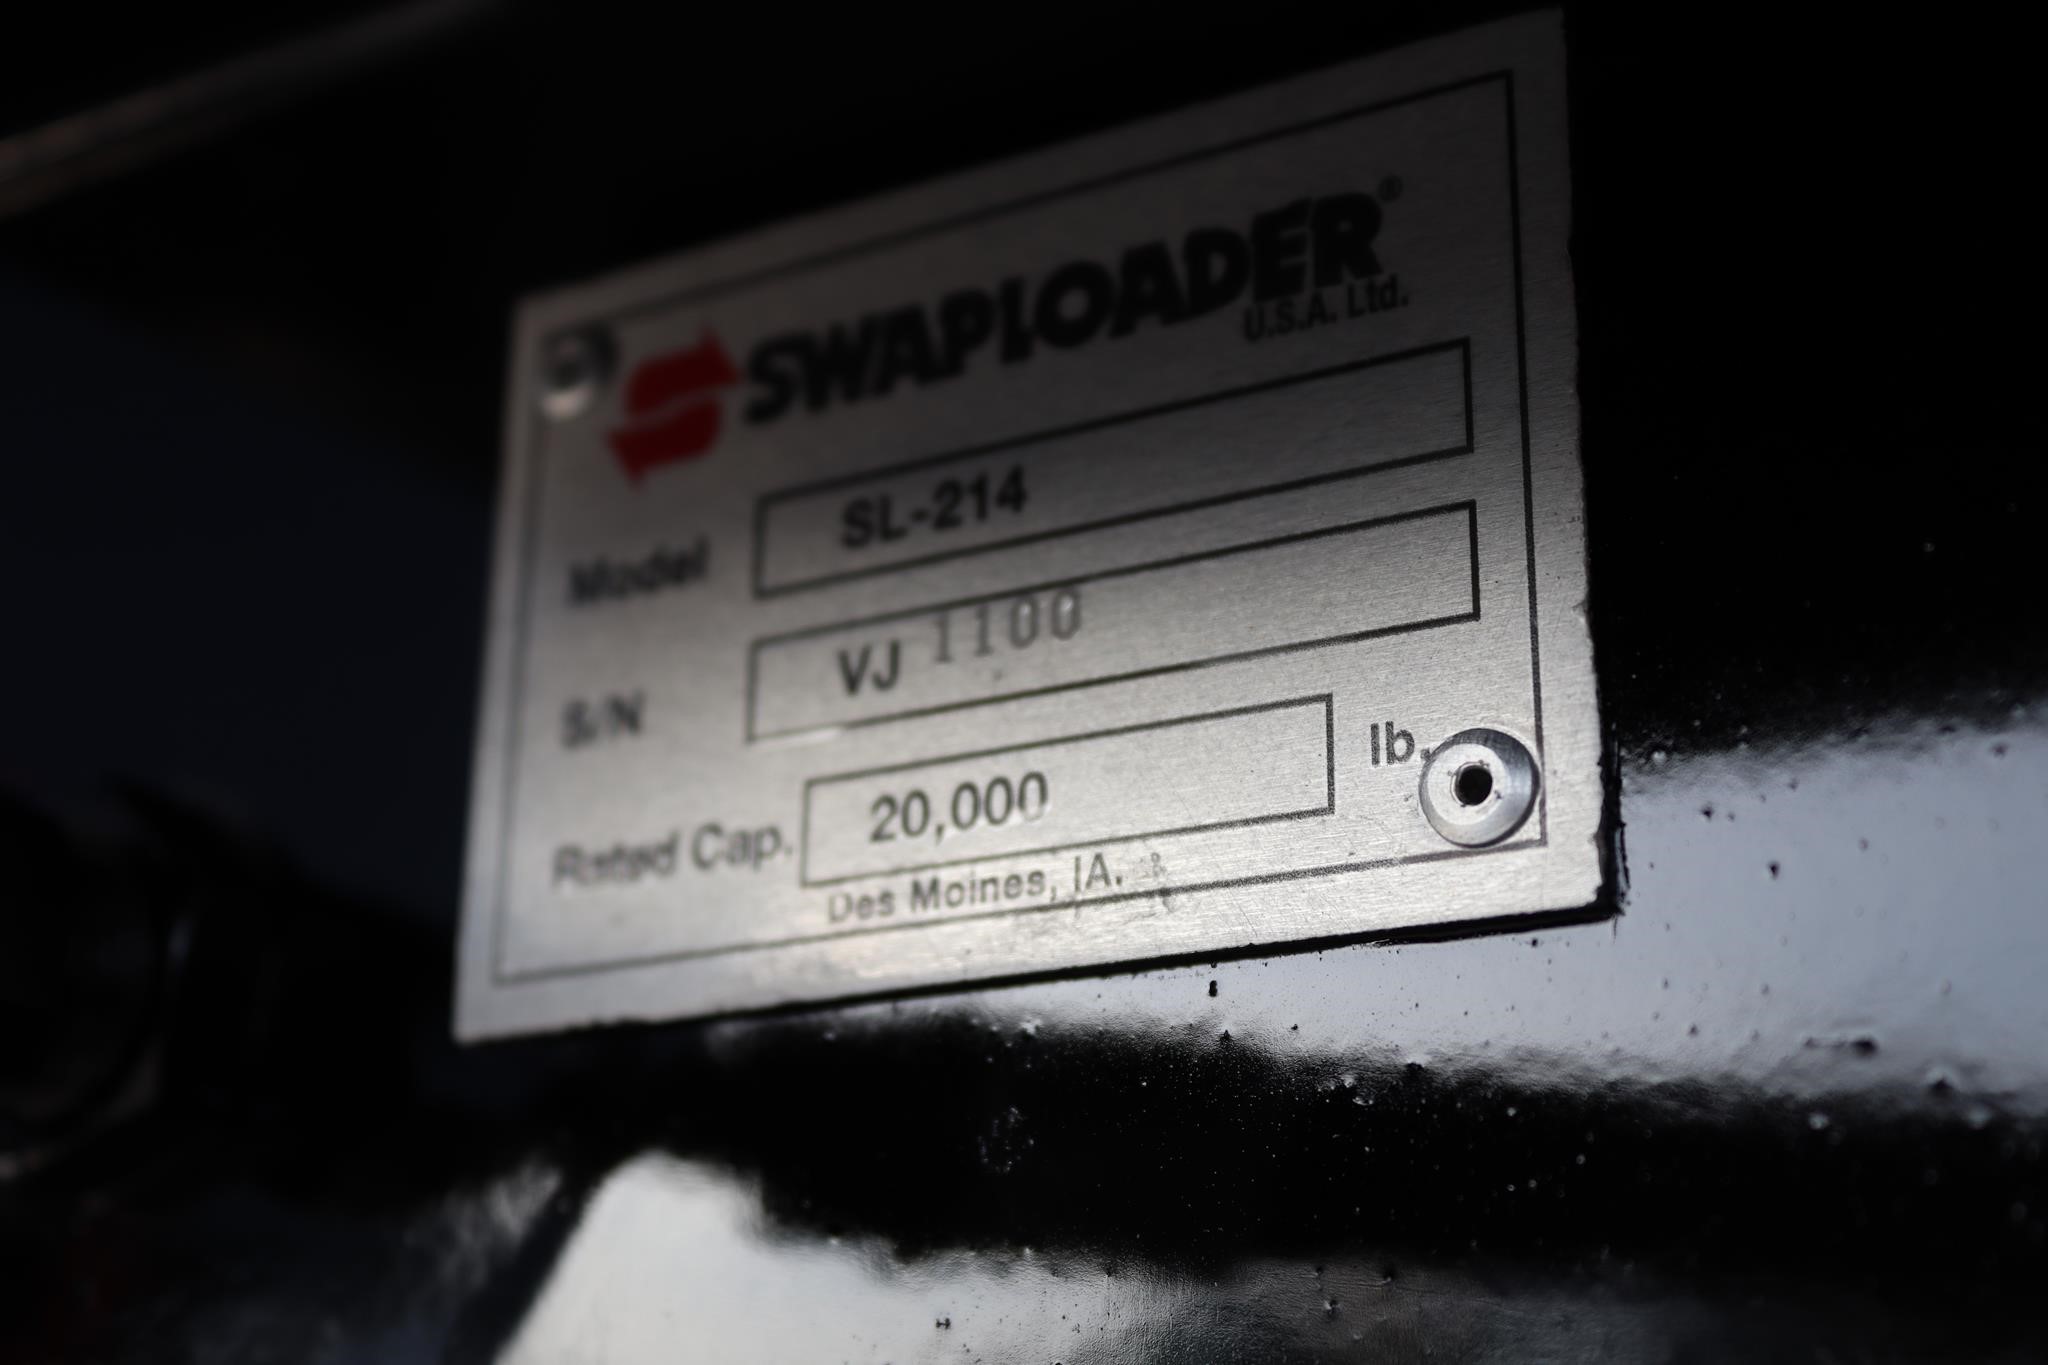 SWAPLOADER®
U.S.A. Ltd.
Model SL-214
S/N VJ 1100
Rated Cap. 20,000 lb.
Des Moines, IA.